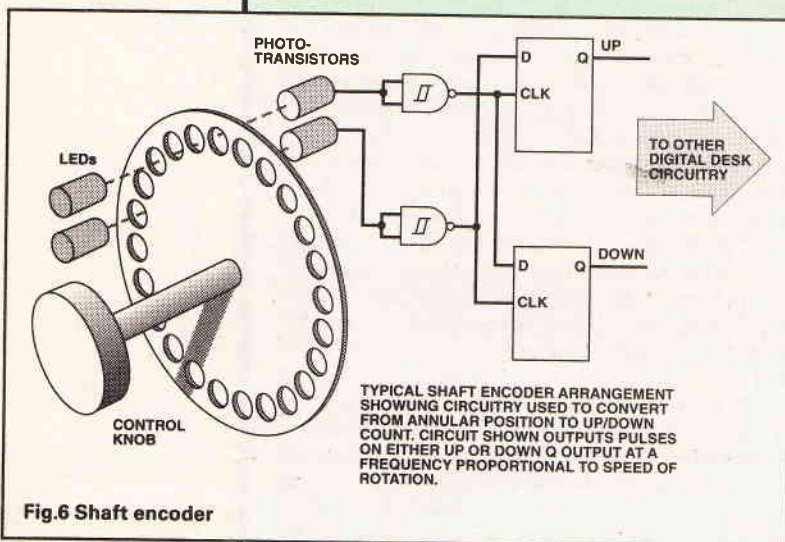 PHOTO-
TRANSISTORS
LEDs
CONTROL
KNOB
D
Q
UP
CLK
D
Q
DOWN
CLK
TO OTHER
DIGITAL DESK
CIRCUITRY
TYPICAL SHAFT ENCODER ARRANGEMENT
SHOWUNG CIRCUITRY USED TO CONVERT
FROM ANNULAR POSITION TO UP/DOWN
COUNT. CIRCUIT SHOWN OUTPUTS PULSES
ON EITHER UP OR DOWN Q OUTPUT AT A
FREQUENCY PROPORTIONAL TO SPEED OF
ROTATION.
Fig.6 Shaft encoder